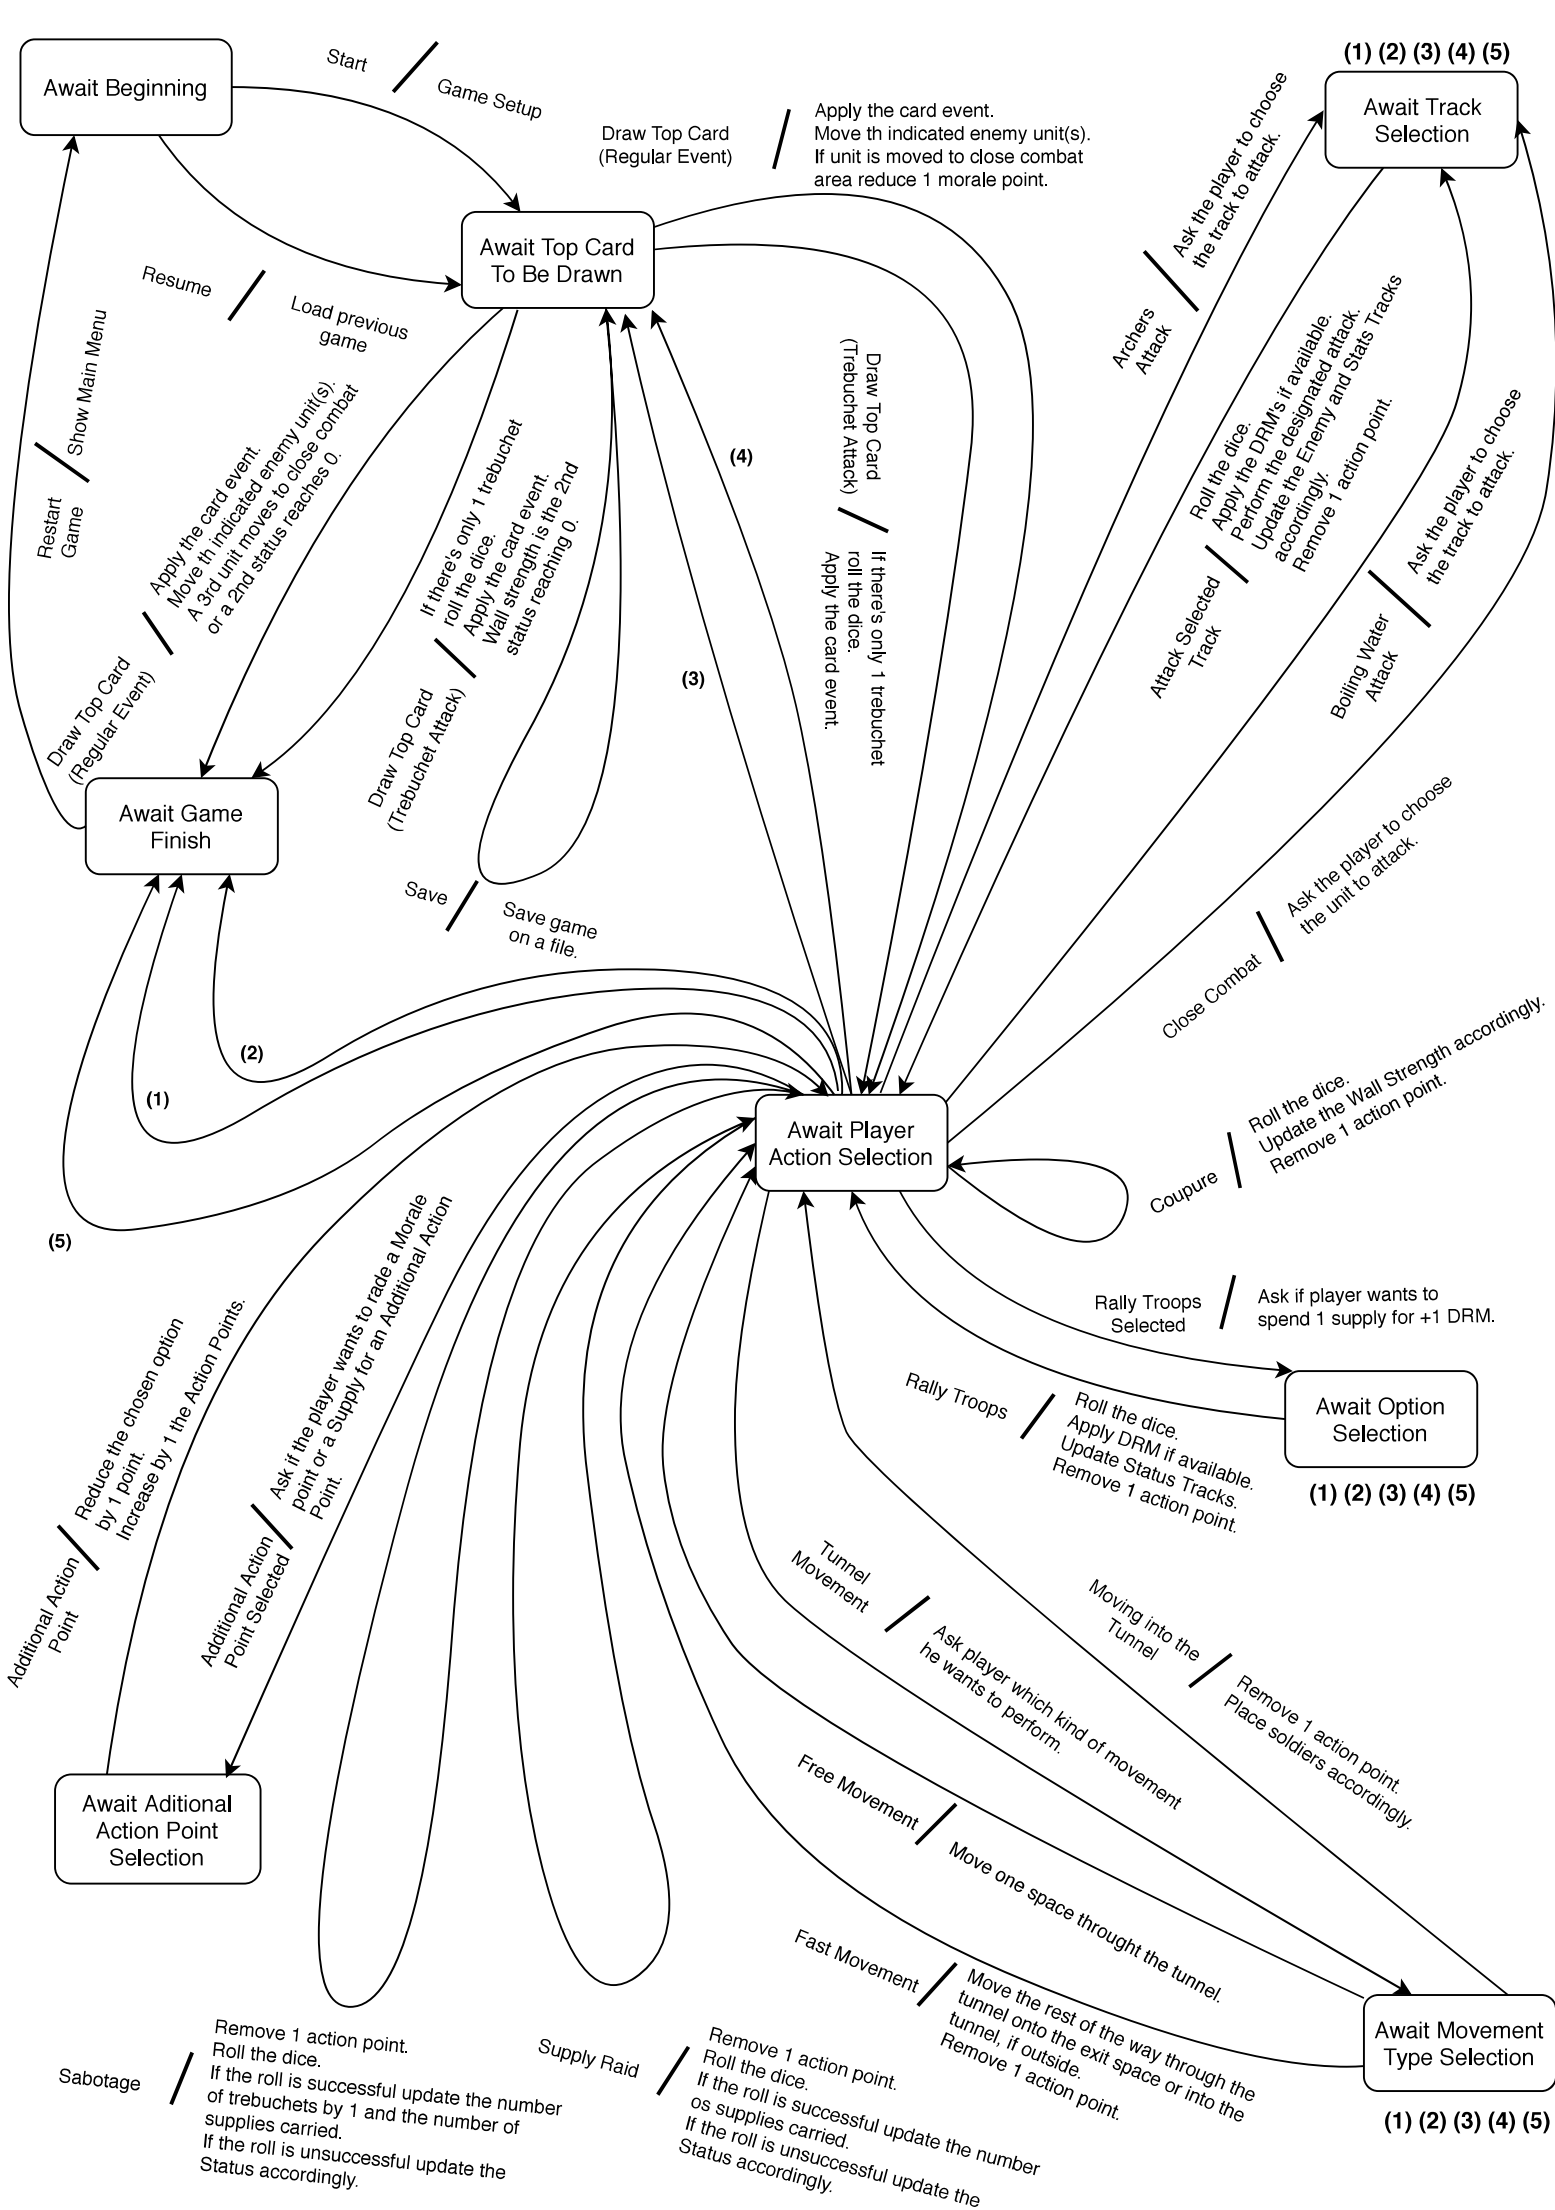 Await Beginning
Start
Game Setup
Draw Top Card
(Regular Event)
Apply the card event.
Move th indicated enemy unit(s).
If unit is moved to close combat
area reduce 1 morale point.
(1) (2) (3) (4) (5)
Await Track
Selection
Await Top Card
To Be Drawn
Resume
Load previous
game
Restart
Game
Show Main Menu
Draw Top Card
(Regular Event)
Apply the card event.
Move th indicated enemy unit(s).
A 3rd unit moves to close combat
or a 2nd status reaches 0.
Draw Top Card
(Trebuchet Attack)
If there's only 1 trebuchet
roll the dice.
Apply the card event.
Wall strength is the 2nd
status reaching 0.
Save
Save game
on a file.
(3)
(4)
Draw Top Card
(Trebuchet Attack)
If there's only 1 trebuchet
roll the dice.
Apply the card event.
Archers
Attack
Ask the player to choose
the track to attack.
Attack Selected
Track
Roll the dice.
Apply the DRM's if available.
Perform the designated attack.
Update the Enemy and Stats Tracks
accordingly.
Remove 1 action point.
Boiling Water
Attack
Ask the player to choose
the track to attack.
Close Combat
Ask the player to choose
the unit to attack.
Await Game
Finish
(2)
(1)
(5)
Await Player
Action Selection
Coupure
Roll the dice.
Update the Wall Strength accordingly.
Remove 1 action point.
Rally Troops
Selected
Ask if player wants to
spend 1 supply for +1 DRM.
Await Option
Selection
(1) (2) (3) (4) (5)
Rally Troops
Roll the dice.
Apply DRM if available.
Update Status Tracks.
Remove 1 action point.
Additional Action
Point
Reduce the chosen option
by 1 point.
Increase by 1 the Action Points.
Additional Action
Point Selected
Ask if the player wants to rade a Morale
point or a Supply for an Additional Action
Point.
Await Aditional
Action Point
Selection
Tunnel
Movement
Ask player which kind of movement
he wants to perform.
Moving into the
Tunnel
Remove 1 action point.
Place soldiers accordingly.
Free Movement
Move one space throught the tunnel.
Fast Movement
Move the rest of the way through the
tunnel onto the exit space or into the
tunnel, if outside.
Remove 1 action point.
Await Movement
Type Selection
(1) (2) (3) (4) (5)
Sabotage
Remove 1 action point.
Roll the dice.
If the roll is successful update the number
of trebuchets by 1 and the number of
supplies carried.
If the roll is unsuccessful update the
Status accordingly.
Supply Raid
Remove 1 action point.
Roll the dice.
If the roll is successful update the number
os supplies carried.
If the roll is unsuccessful update the
Status accordingly.